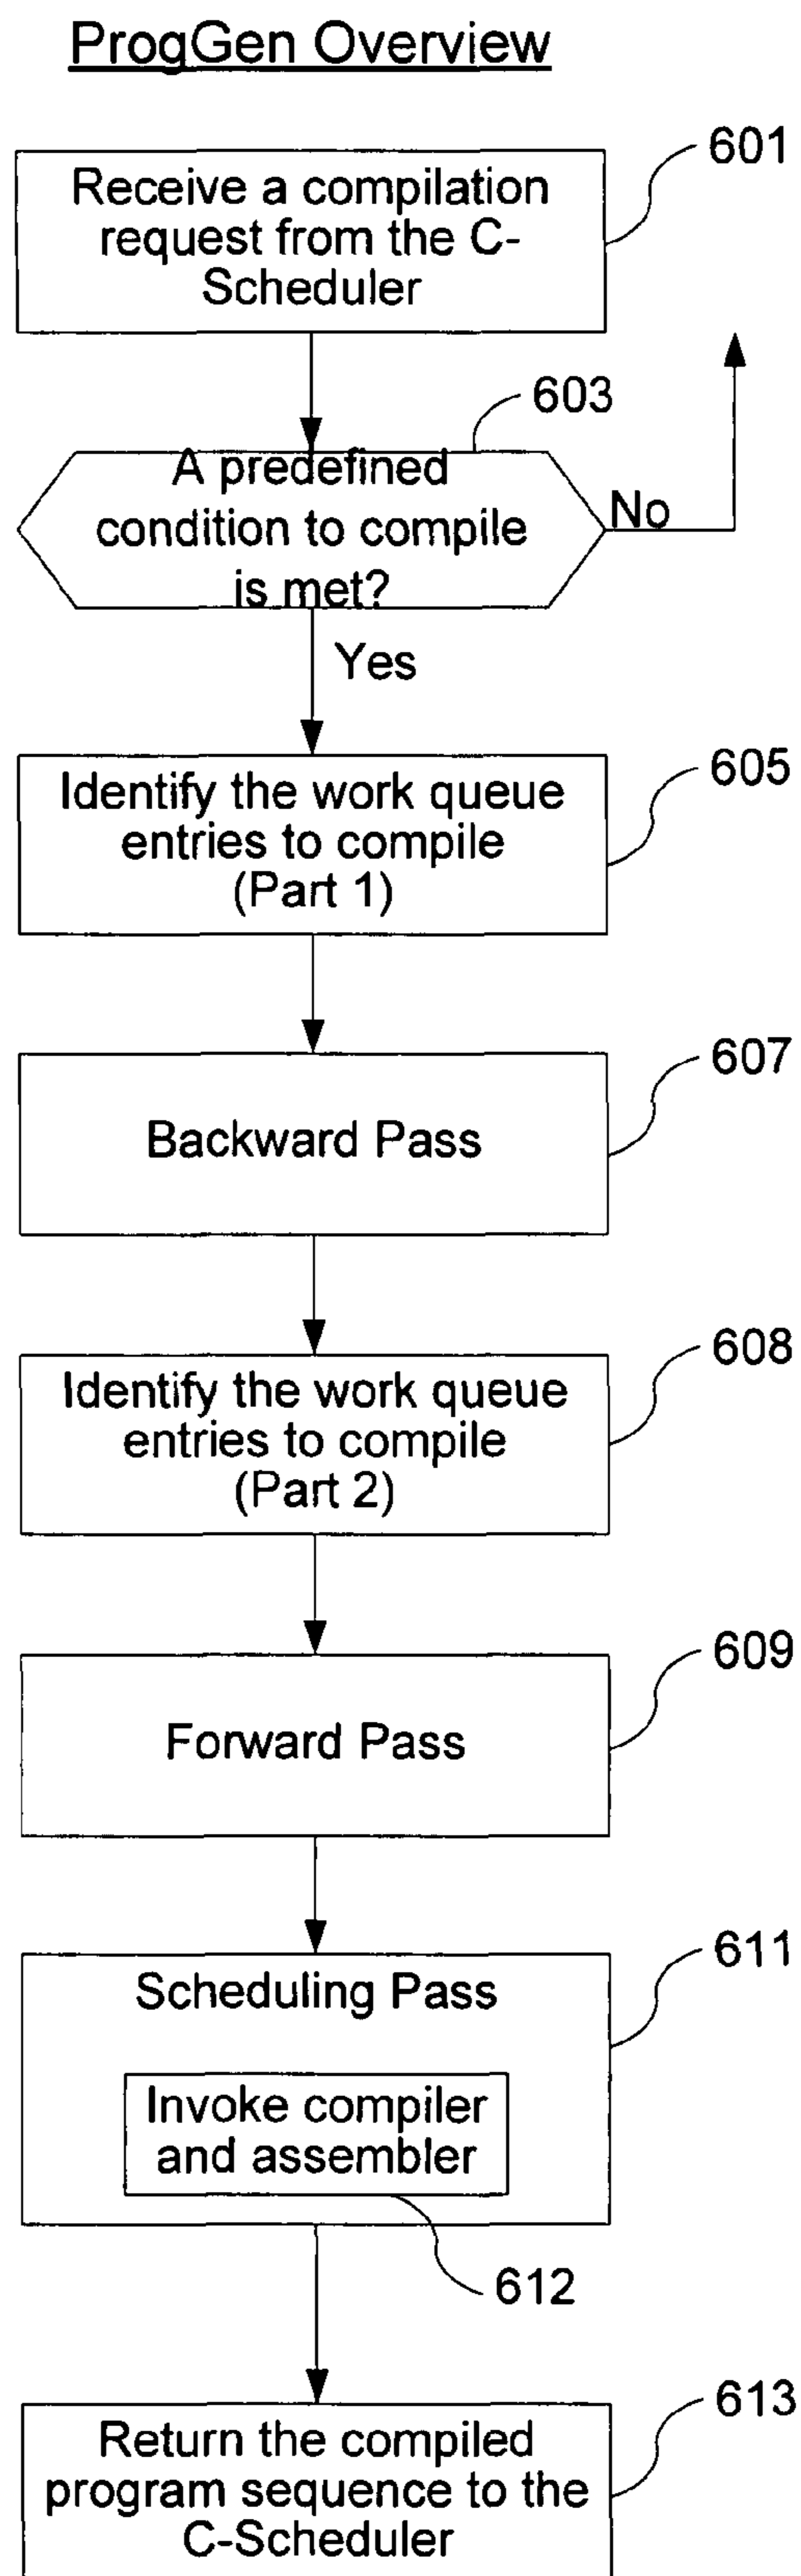 ProgGen Overview
601
Receive a compilation
request from the C-
Scheduler
603
A predefined
condition to compile
is met?
No
Yes
605
Identify the work queue
entries to compile
(Part 1)
607
Backward Pass
608
Identify the work queue
entries to compile
(Part 2)
609
Forward Pass
611
Scheduling Pass
Invoke compiler
and assembler
612
613
Return the compiled
program sequence to the
C-Scheduler